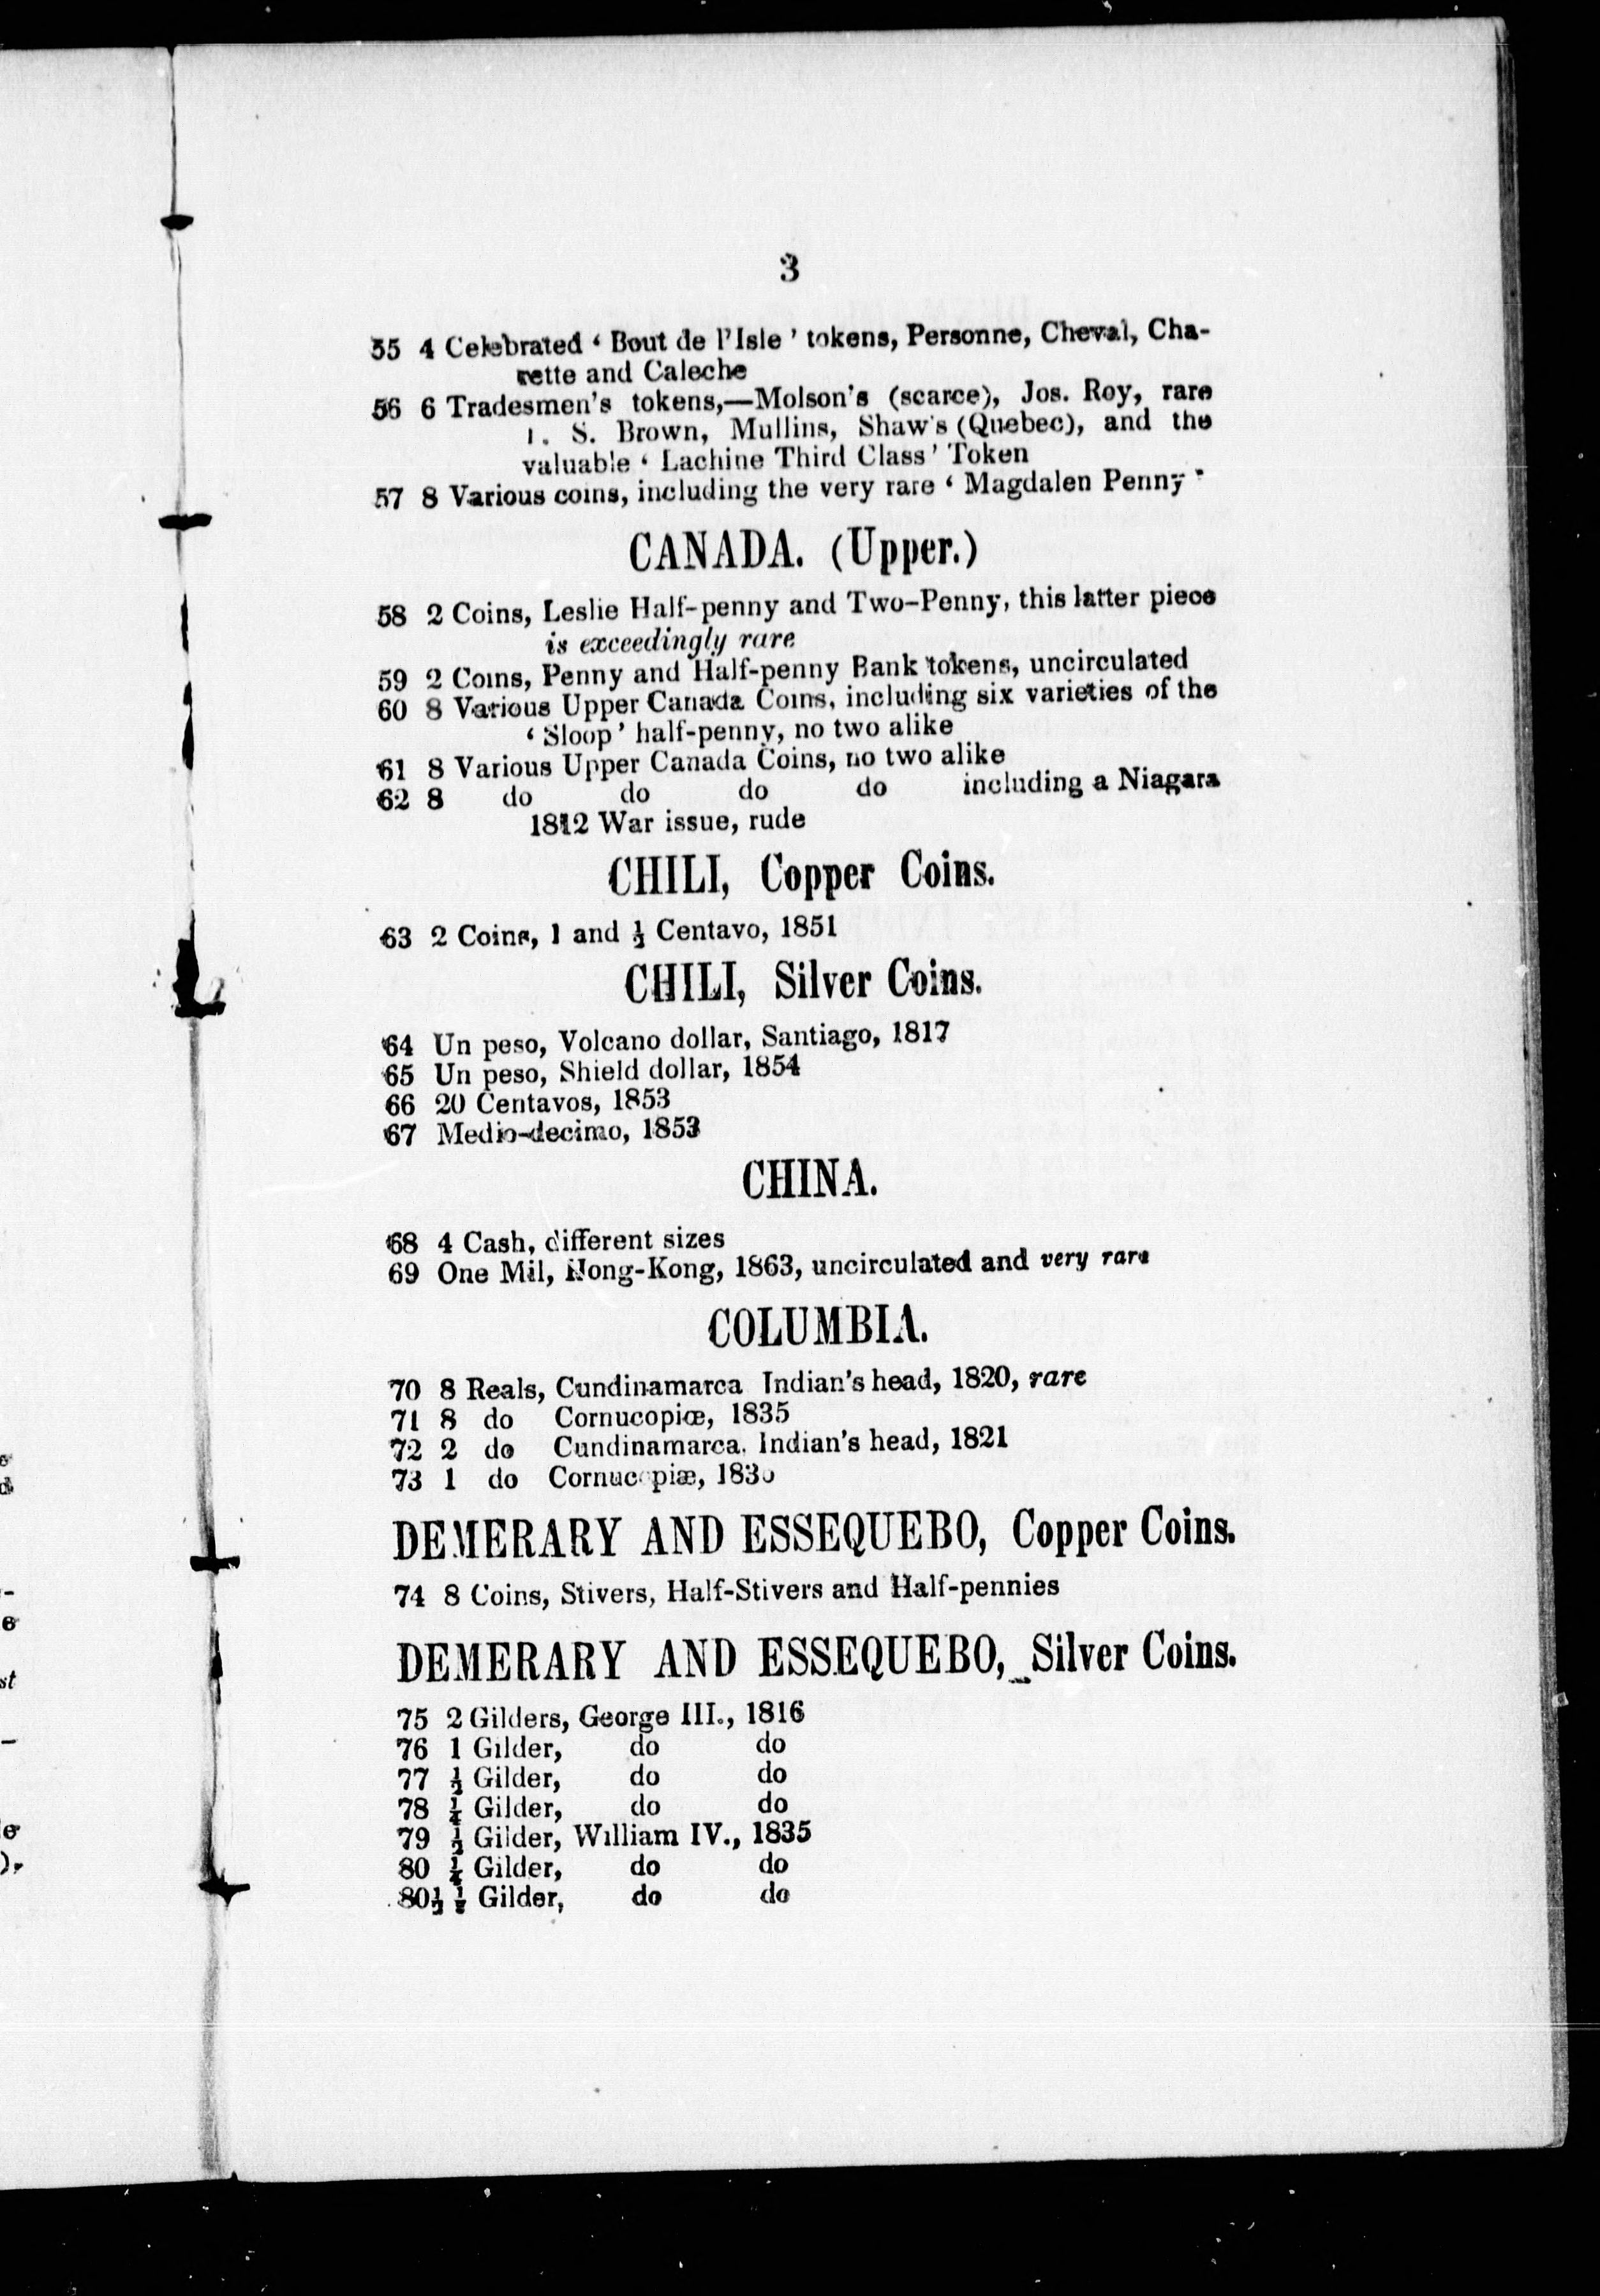 3
55 4 Celebrated ‘ Bout de l’Isle ’ tokens, Personne, Cheval, Cha-
rette and Caleche
56 6 Tradesmen's tokens,—Molson's (scarce), Jos. Roy, rare
S. Brown, Mullins, Shaw's (Quebec), and the
valuable ‘ Lachine Third Class ’ Token
57 8 Various coins, including the very rare ‘ Magdalen Penny ’
CANADA. (Upper.)
58 2 Coins, Leslie Half-penny and Two-Penny, this latter piece
is exceedingly rare
59 2 Coins, Penny and Half-penny Bank tokens, uncirculated
60 8 Various Upper Canada Coins, including six varieties of the
‘ Sloop ’ half-penny, no two alike
61 8 Various Upper Canada Coins, no two alike
62 8 do do do do including a Niagara
1812 War issue, rude
CHILI, Copper Coins.
63 2 Coins, 1 and ½ Centavo, 1851
CHILI, Silver Coins.
64 Un peso, Volcano dollar, Santiago, 1817
65 Un peso, Shield dollar, 1854
66 20 Centavos, 1853
67 Medio-decimo, 1853
CHINA.
68 4 Cash, different sizes
69 One Mil, Hong-Kong, 1863, uncirculated and very rare
COLUMBIA.
70 8 Reals, Cundinamarca Indian's head, 1820, rare
71 8 do Cornucopiœ, 1835
72 2 do Cundinamarca. Indian's head, 1821
73 1 do Cornucopiæ,
DEMERARY AND ESSEQUEBO, Copper Coins.
74 8 Coins, Stivers, Half-Stivers and Half-pennies
DEMERARY AND ESSEQUEBO, Silver Coins.
75 2 Gilders, George III., 1816
76 1 Gilder, do do
77 ½ Gilder, do do
78 ¼ Gilder, do do
79 ½ Gilder, William IV., 1835
80 ¼ Gilder, do do
80½ Gilder, do do